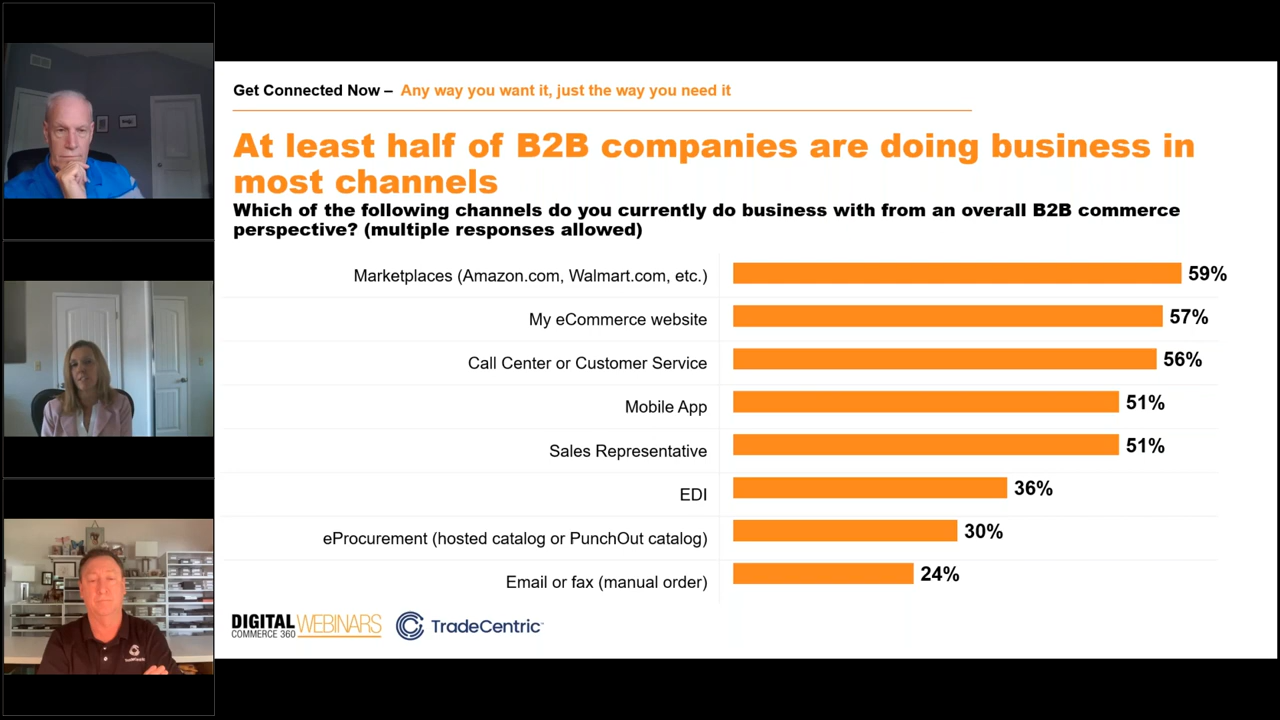 Get Connected Now – Any way you want it, just the way you need it
At least half of B2B companies are doing business in
most channels
Which of the following channels do you currently do business with from an overall B2B commerce
perspective? (multiple responses allowed)
Marketplaces (Amazon.com, Walmart.com, etc.) 59%
My eCommerce website 57%
Call Center or Customer Service 56%
Mobile App 51%
Sales Representative 51%
EDI 36%
eProcurement (hosted catalog or PunchOut catalog) 30%
Email or fax (manual order) 24%
DIGITAL WEBINARS
COMMERCE 360
TradeCentric